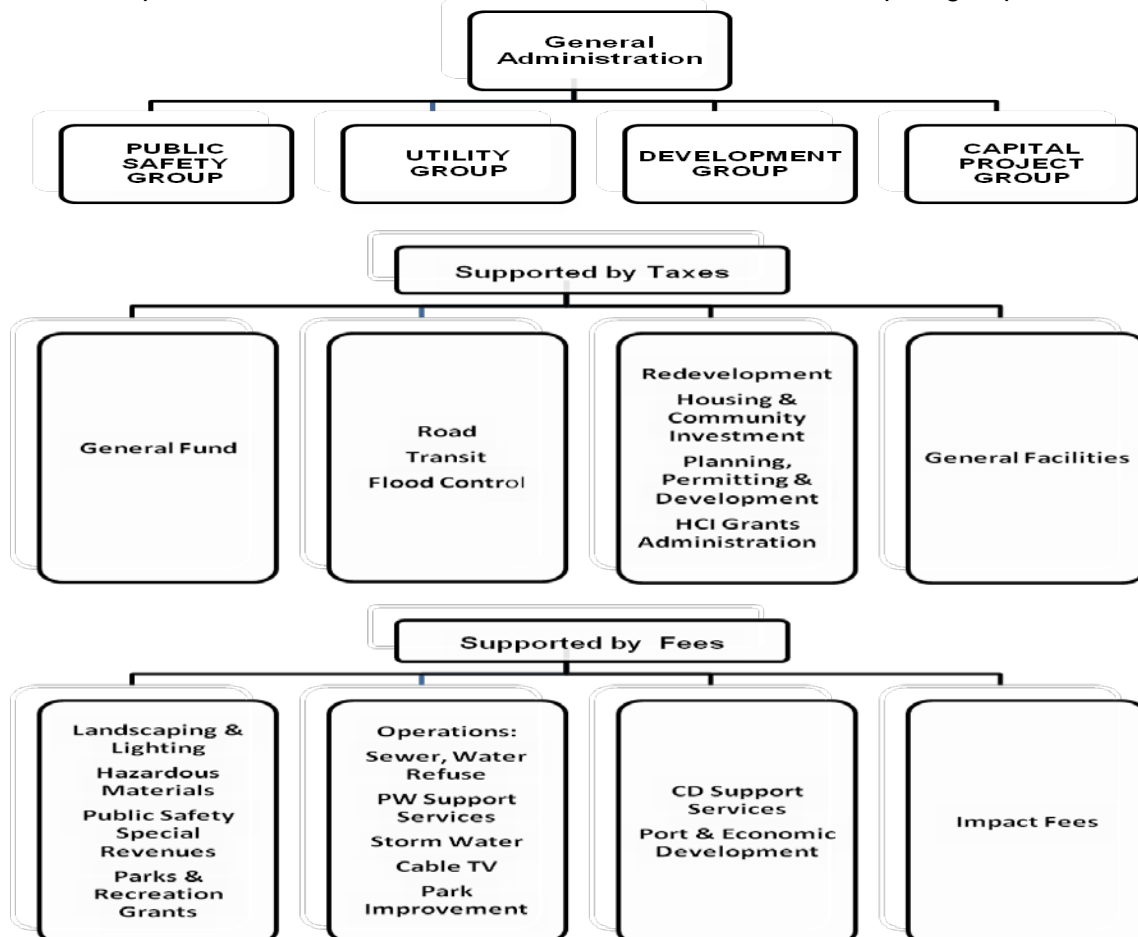 General
Administration
PUBLIC
SAFETY
GROUP
UTILITY
GROUP
DEVELOPMENT
GROUP
CAPITAL
PROJECT
GROUP
Supported by Taxes
General Fund
Road
Transit
Flood Control
Redevelopment
Housing &
Community
Investment
Planning,
Permitting &
Development
HCI Grants
Administration
General Facilities
Supported by Fees
Landscaping &
Lighting
Hazardous
Materials
Public Safety
Special
Revenues
Parks &
Recreation
Grants
Operations:
Sewer, Water
Refuse
PW Support
Services
Storm Water
Cable TV
Park
Improvement
CD Support
Services
Port & Economic
Development
Impact Fees